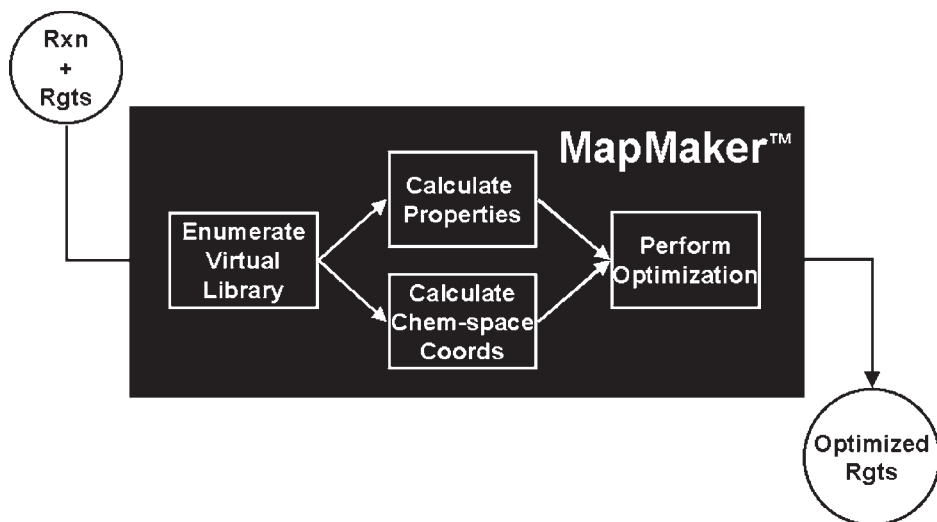 Rxn
+
Rgts
MapMaker™
Calculate
Properties
Enumerate
Virtual
Library
Calculate
Chem-space
Coords
Perform
Optimization
Optimized
Rgts